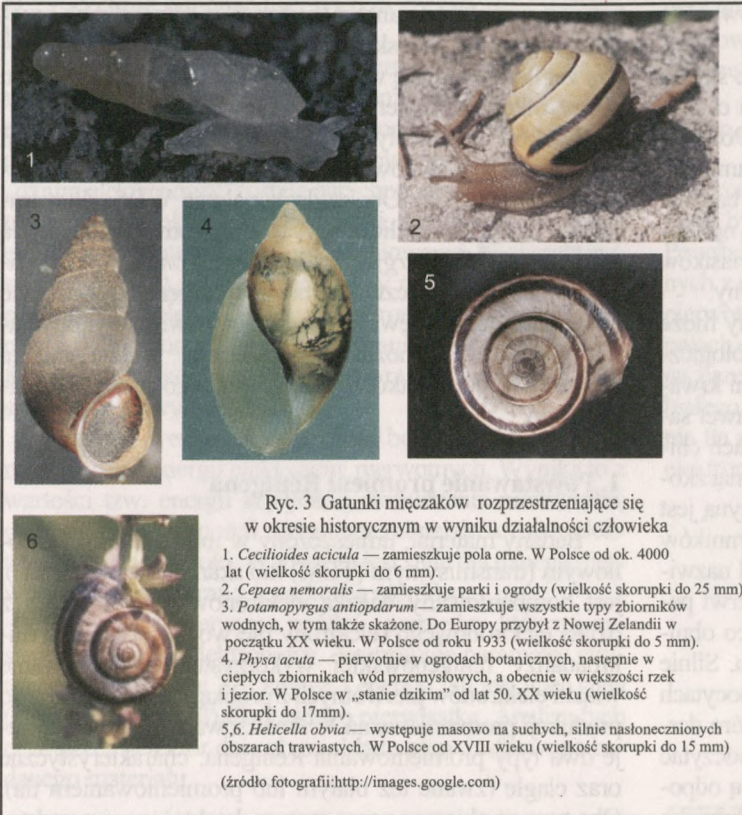 1
2
3
4
5
6
Ryc. 3 Gatunki mięczaków rozprzestrzeniające się
w okresie historycznym w wyniku działalności człowieka
1. Cecilioides acicula — zamieszkuje pola orne. W Polsce od ok. 4000
lat ( wielkość skorupki do 6 mm).
2. Cepaea nemoralis — zamieszkuje parki i ogrody (wielkość skorupki do 25 mm)
3. Potamopyrgus antiopdarum — zamieszkuje wszystkie typy zbiorników
wodnych, w tym także skażone. Do Europy przybył z Nowej Zelandii w
początku XX wieku. W Polsce od roku 1933 (wielkość skorupki do 5 mm).
4. Physa acuta — pierwotnie w ogrodach botanicznych, następnie w
ciepłych zbiornikach wód przemysłowych, a obecnie w większości rzek
i jezior. W Polsce w „stanie dzikim” od lat 50. XX wieku (wielkość
skorupki do 17mm).
5,6. Helicella obvia — występuje masowo na suchych, silnie nasłonecznionych
obszarach trawiastych. W Polsce od XVIII wieku (wielkość skorupki do 15 mm)
(źródło fotografii:http://images.google.com)